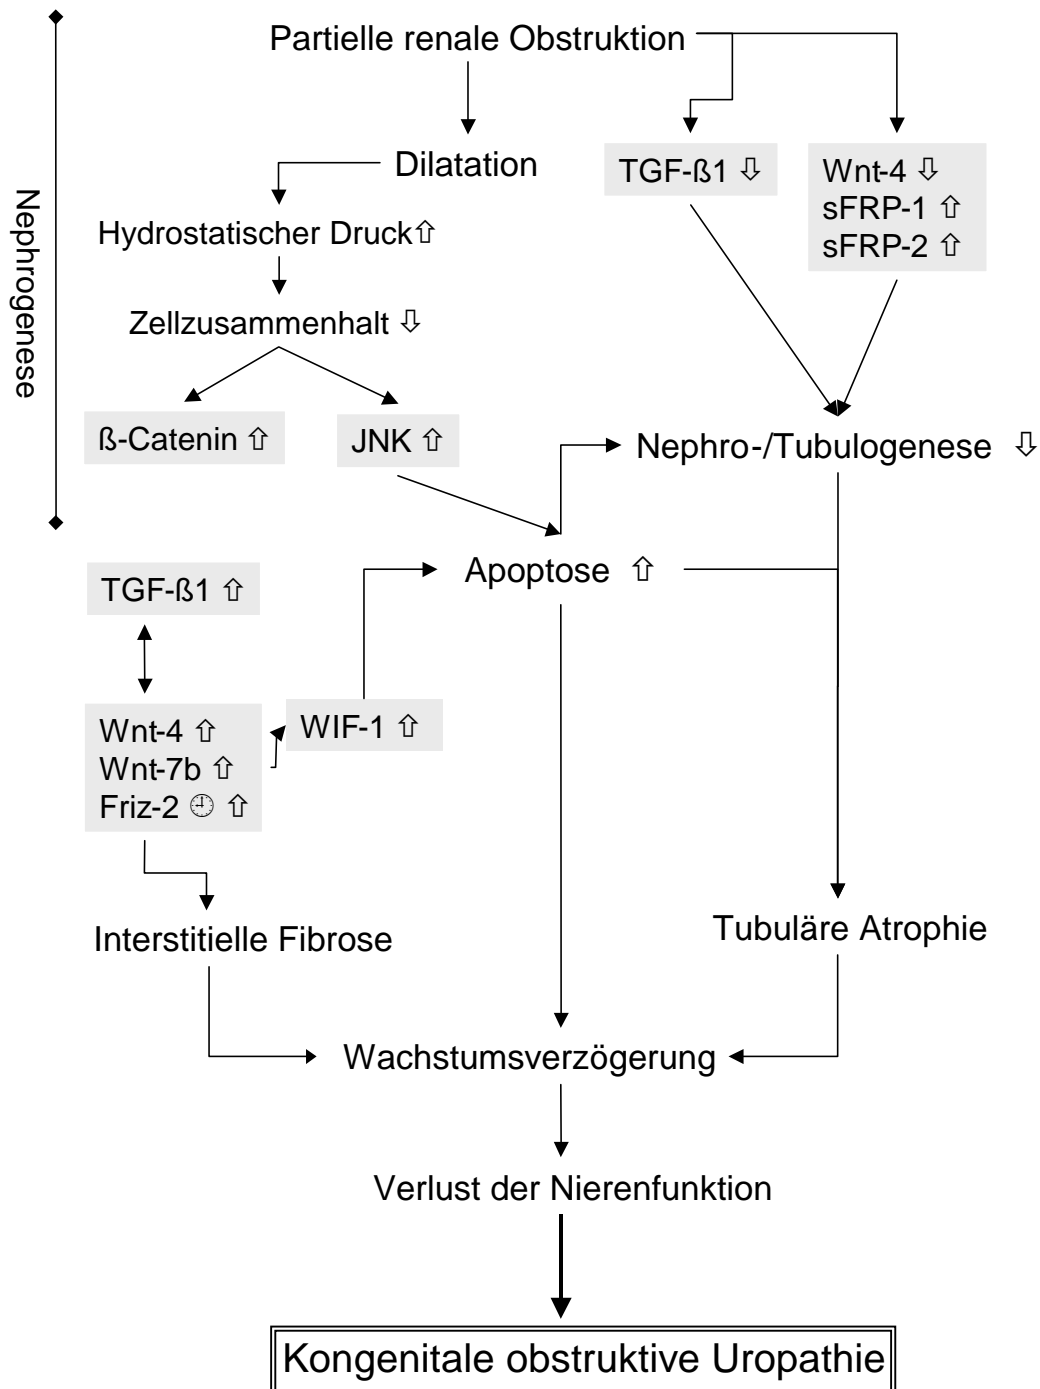 Partielle renale Obstruktion
Dilatation
TGF-ß1 ⇩
Wnt-4 ⇩
sFRP-1 ⇧
sFRP-2 ⇧
Hydrostatischer Druck⇧
Zellzusammenhalt ⇩
Nephrogenese
ß-Catenin ⇧
JNK ⇧
Nephro-/Tubulogenese ⇩
Apoptose ⇧
TGF-ß1 ⇧
Wnt-4 ⇧
Wnt-7b ⇧
Friz-2 🕘 ⇧
WIF-1 ⇧
Interstitielle Fibrose
Tubuläre Atrophie
Wachstumsverzögerung
Verlust der Nierenfunktion
Kongenitale obstruktive Uropathie